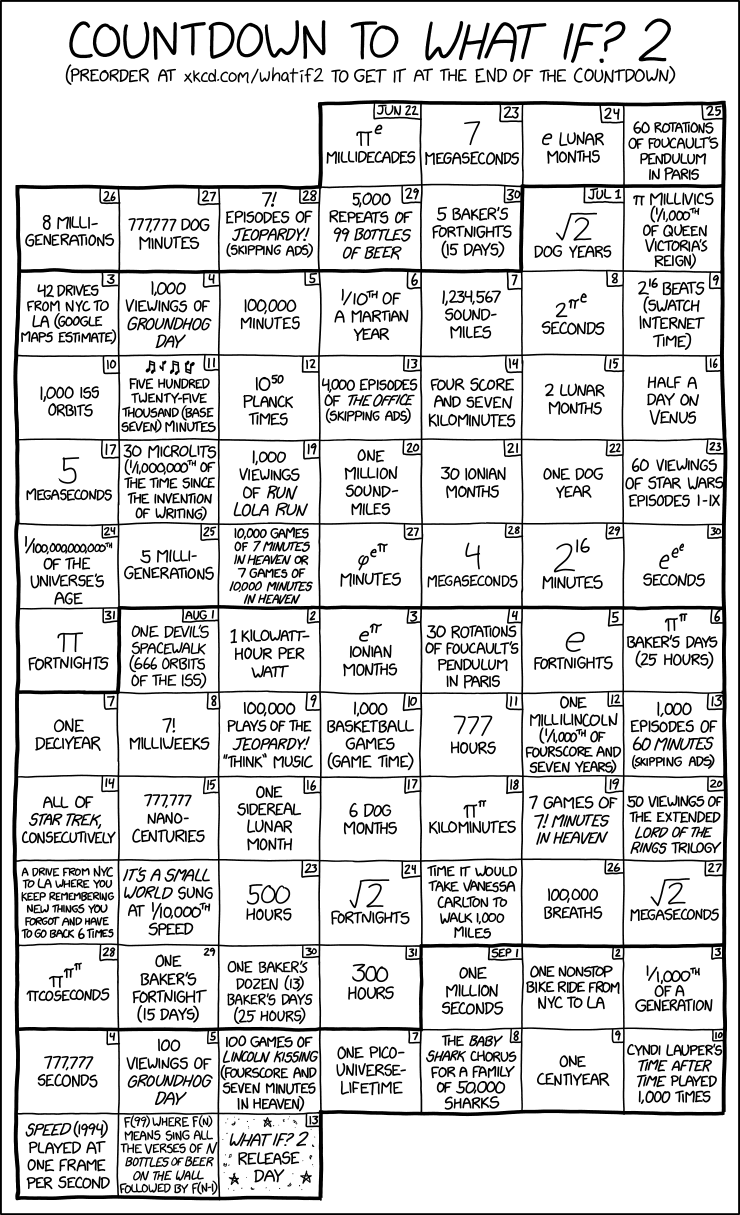 COUNTDOWN TO WHAT IF? 2
(PREORDER AT xkcd.com/whatif2 TO GET IT AT THE END OF THE COUNTDOWN)
JUN 22
π^e
MILLIDECADES
23
7
MEGASECONDS
24
e LUNAR
MONTHS
25
60 ROTATIONS
OF FOUCAULT'S
PENDULUM
IN PARIS
26
8 MILLI-
GENERATIONS
27
777,777 DOG
MINUTES
28
7!
EPISODES OF
JEOPARDY!
(SKIPPING ADS)
29
5,000
REPEATS OF
99 BOTTLES
OF BEER
30
5 BAKER'S
FORTNIGHTS
(15 DAYS)
JUL 1
√2
DOG YEARS
2
π MILLIVICS
(1/1,000TH
OF QUEEN
VICTORIA'S
REIGN)
3
42 DRIVES
FROM NYC TO
LA (GOOGLE
MAPS ESTIMATE)
4
1,000
VIEWINGS OF
GROUNDHOG
DAY
5
100,000
MINUTES
6
1/10TH OF
A MARTIAN
YEAR
7
1,234,567
SOUND-
MILES
8
2^π^e
SECONDS
9
2^16 BEATS
(SWATCH
INTERNET
TIME)
10
1,000 ISS
ORBITS
11
FIVE HUNDRED
TWENTY-FIVE
THOUSAND (BASE
SEVEN) MINUTES
12
10^50
PLANCK
TIMES
13
4,000 EPISODES
OF THE OFFICE
(SKIPPING ADS)
14
FOUR SCORE
AND SEVEN
KILOMINUTES
15
2 LUNAR
MONTHS
16
HALF A
DAY ON
VENUS
17
5
MEGASECONDS
18
30 MICROLITS
(1/1,000,000TH OF
THE TIME SINCE
THE INVENTION
OF WRITING)
19
1,000
VIEWINGS
OF RUN
LOLA RUN
20
ONE
MILLION
SOUND-
MILES
21
30 IONIAN
MONTHS
22
ONE DOG
YEAR
23
60 VIEWINGS
OF STAR WARS
EPISODES I-IX
24
1/100,000,000,000TH
OF THE
UNIVERSE'S
AGE
25
5 MILLI-
GENERATIONS
10,000 GAMES
OF 7 MINUTES
IN HEAVEN OR
7 GAMES OF
10,000 MINUTES
IN HEAVEN
27
φ^e^π
MINUTES
28
4
MEGASECONDS
29
2^16
MINUTES
30
e^e^e
SECONDS
31
π
FORTNIGHTS
AUG 1
ONE DEVIL'S
SPACEWALK
(666 ORBITS
OF THE ISS)
2
1 KILOWATT-
HOUR PER
WATT
3
e^π
IONIAN
MONTHS
4
30 ROTATIONS
OF FOUCAULT'S
PENDULUM
IN PARIS
5
e
FORTNIGHTS
6
π^π
BAKER'S DAYS
(25 HOURS)
7
ONE
DECIYEAR
8
7!
MILLIWEEKS
9
100,000
PLAYS OF THE
JEOPARDY!
"THINK" MUSIC
10
1,000
BASKETBALL
GAMES
(GAME TIME)
11
777
HOURS
12
ONE
MILLILINCOLN
(1/1,000TH OF
FOURSCORE AND
SEVEN YEARS)
13
1,000
EPISODES OF
60 MINUTES
(SKIPPING ADS)
14
ALL OF
STAR TREK,
CONSECUTIVELY
15
777,777
NANO-
CENTURIES
16
ONE
SIDEREAL
LUNAR
MONTH
17
6 DOG
MONTHS
18
π^π
KILOMINUTES
19
7 GAMES OF
7! MINUTES
IN HEAVEN
20
50 VIEWINGS OF
THE EXTENDED
LORD OF THE
RINGS TRILOGY
A DRIVE FROM NYC
TO LA WHERE YOU
KEEP REMEMBERING
NEW THINGS YOU
FORGOT AND HAVE
TO GO BACK 6 TIMES
IT'S A SMALL
WORLD SUNG
AT 1/10,000TH
SPEED
23
500
HOURS
24
√2
FORTNIGHTS
TIME IT WOULD
TAKE VANESSA
CARLTON TO
WALK 1,000
MILES
26
100,000
BREATHS
27
√2
MEGASECONDS
28
π^π^π^π
πCOSECONDS
29
ONE
BAKER'S
FORTNIGHT
(15 DAYS)
30
ONE BAKER'S
DOZEN (13)
BAKER'S DAYS
(25 HOURS)
31
300
HOURS
SEP 1
ONE
MILLION
SECONDS
2
ONE NONSTOP
BIKE RIDE FROM
NYC TO LA
3
1/1,000TH
OF A
GENERATION
4
777,777
SECONDS
5
100
VIEWINGS OF
GROUNDHOG
DAY
100 GAMES OF
LINCOLN KISSING
(FOURSCORE AND
SEVEN MINUTES
IN HEAVEN)
7
ONE PICO-
UNIVERSE-
LIFETIME
8
THE BABY
SHARK CHORUS
FOR A FAMILY
OF 50,000
SHARKS
9
ONE
CENTIYEAR
10
CYNDI LAUPER'S
TIME AFTER
TIME PLAYED
1,000 TIMES
SPEED (1994)
PLAYED AT
ONE FRAME
PER SECOND
F(99) WHERE F(N)
MEANS SING ALL
THE VERSES OF N
BOTTLES OF BEER
ON THE WALL
FOLLOWED BY F(N-1)
13
WHAT IF? 2
RELEASE
DAY